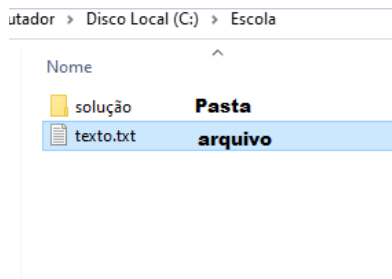 utador > Disco Local (C:) > Escola
Nome
solução Pasta
texto.txt arquivo